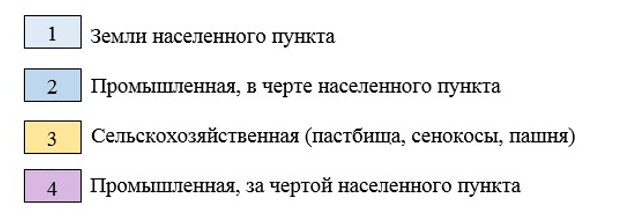 1 Земли населенного пункта
2 Промышленная, в черте населенного пункта
3 Сельскохозяйственная (пастбища, сенокосы, пашня)
4 Промышленная, за чертой населенного пункта